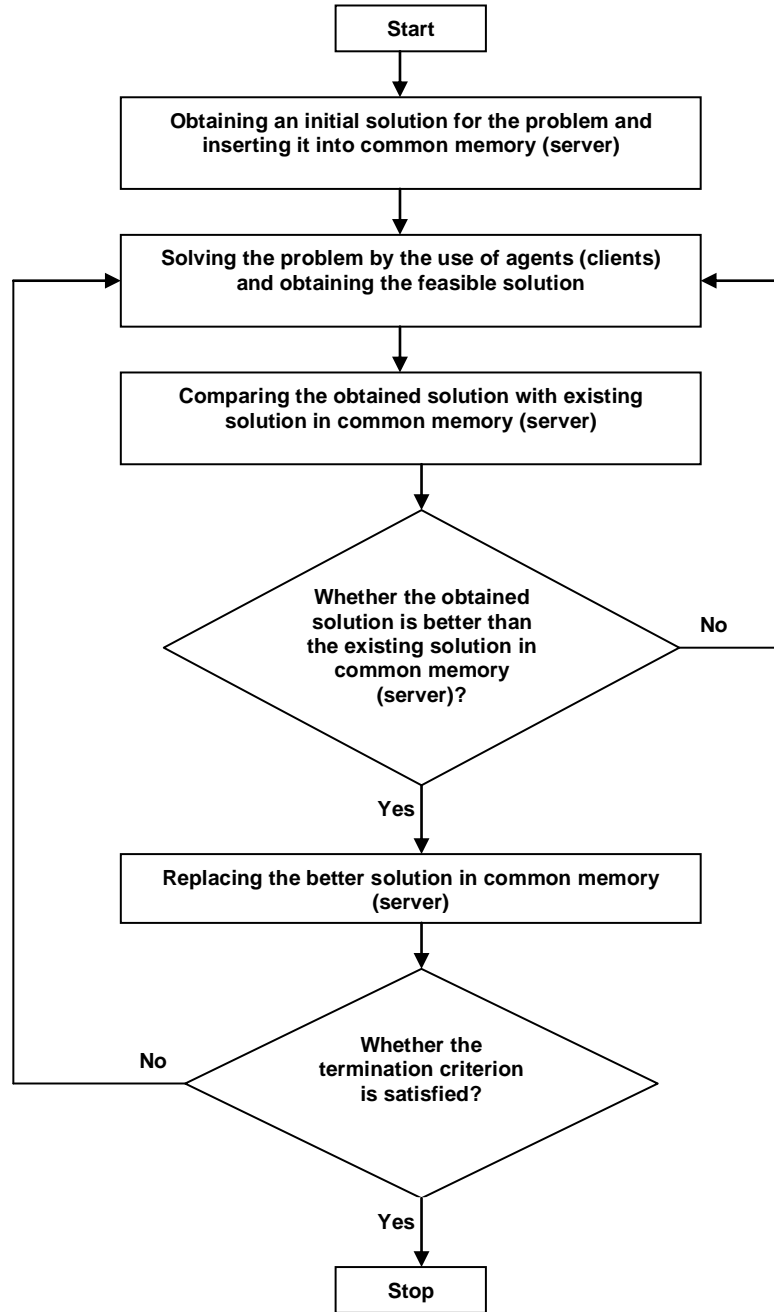 Start
Obtaining an initial solution for the problem and
inserting it into common memory (server)
Solving the problem by the use of agents (clients)
and obtaining the feasible solution
Comparing the obtained solution with existing
solution in common memory (server)
Whether the obtained
solution is better than
the existing solution in
common memory
(server)?
No
Yes
Replacing the better solution in common memory
(server)
Whether the
termination criterion
is satisfied?
No
Yes
Stop